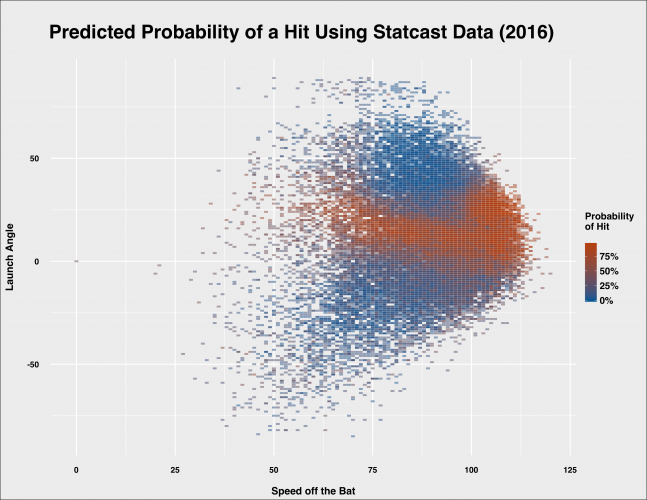 Predicted Probability of a Hit Using Statcast Data (2016)
50
0
-50
Launch Angle
0
25
50
75
100
125
Speed off the Bat
Probability
of Hit
75%
50%
25%
0%